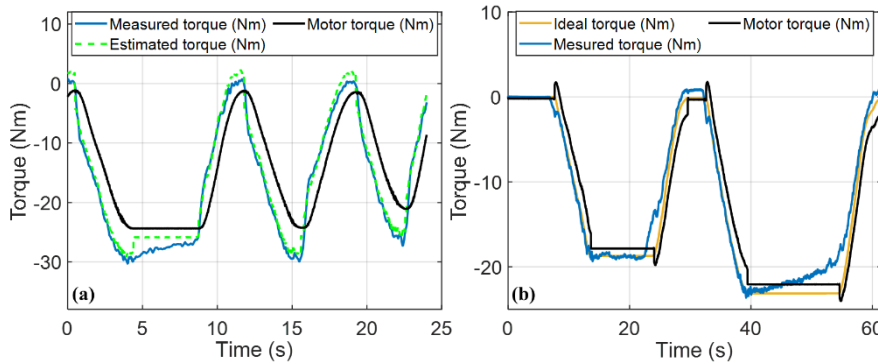 Measured torque (Nm) Motor torque (Nm)
Estimated torque (Nm)
10
0
-10
-20
-30
Torque (Nm)
(a)
0 5 10 15 20 25
Time (s)
Ideal torque (Nm) Motor torque (Nm)
Mesured torque (Nm)
10
0
-10
-20
Torque (Nm)
(b)
0 20 40 60
Time (s)